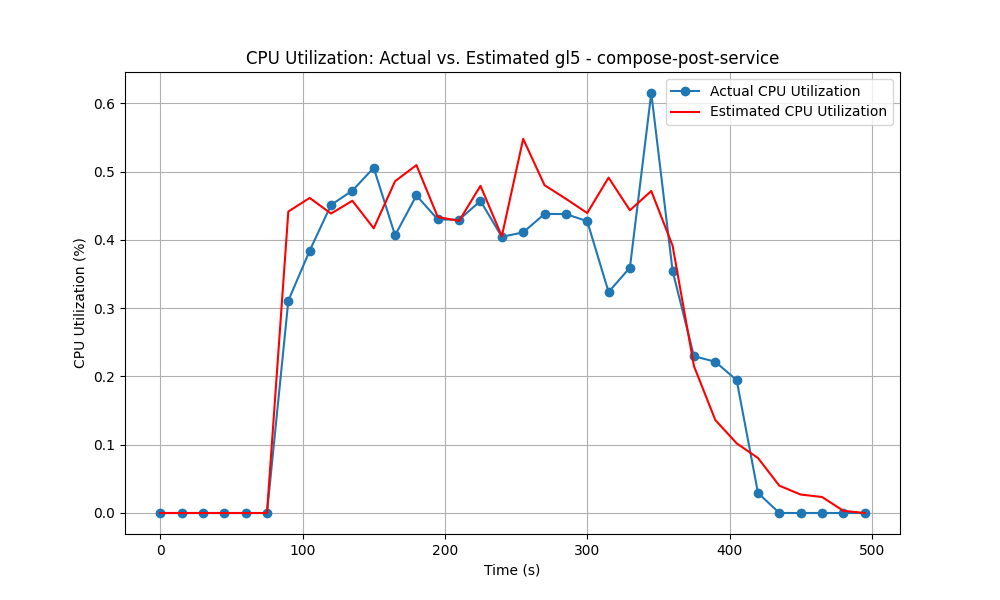 CPU Utilization: Actual vs. Estimated gl5 - compose-post-service
Actual CPU Utilization
Estimated CPU Utilization
CPU Utilization (%)
0.6
0.5
0.4
0.3
0.2
0.1
0.0
0 100 200 300 400 500
Time (s)